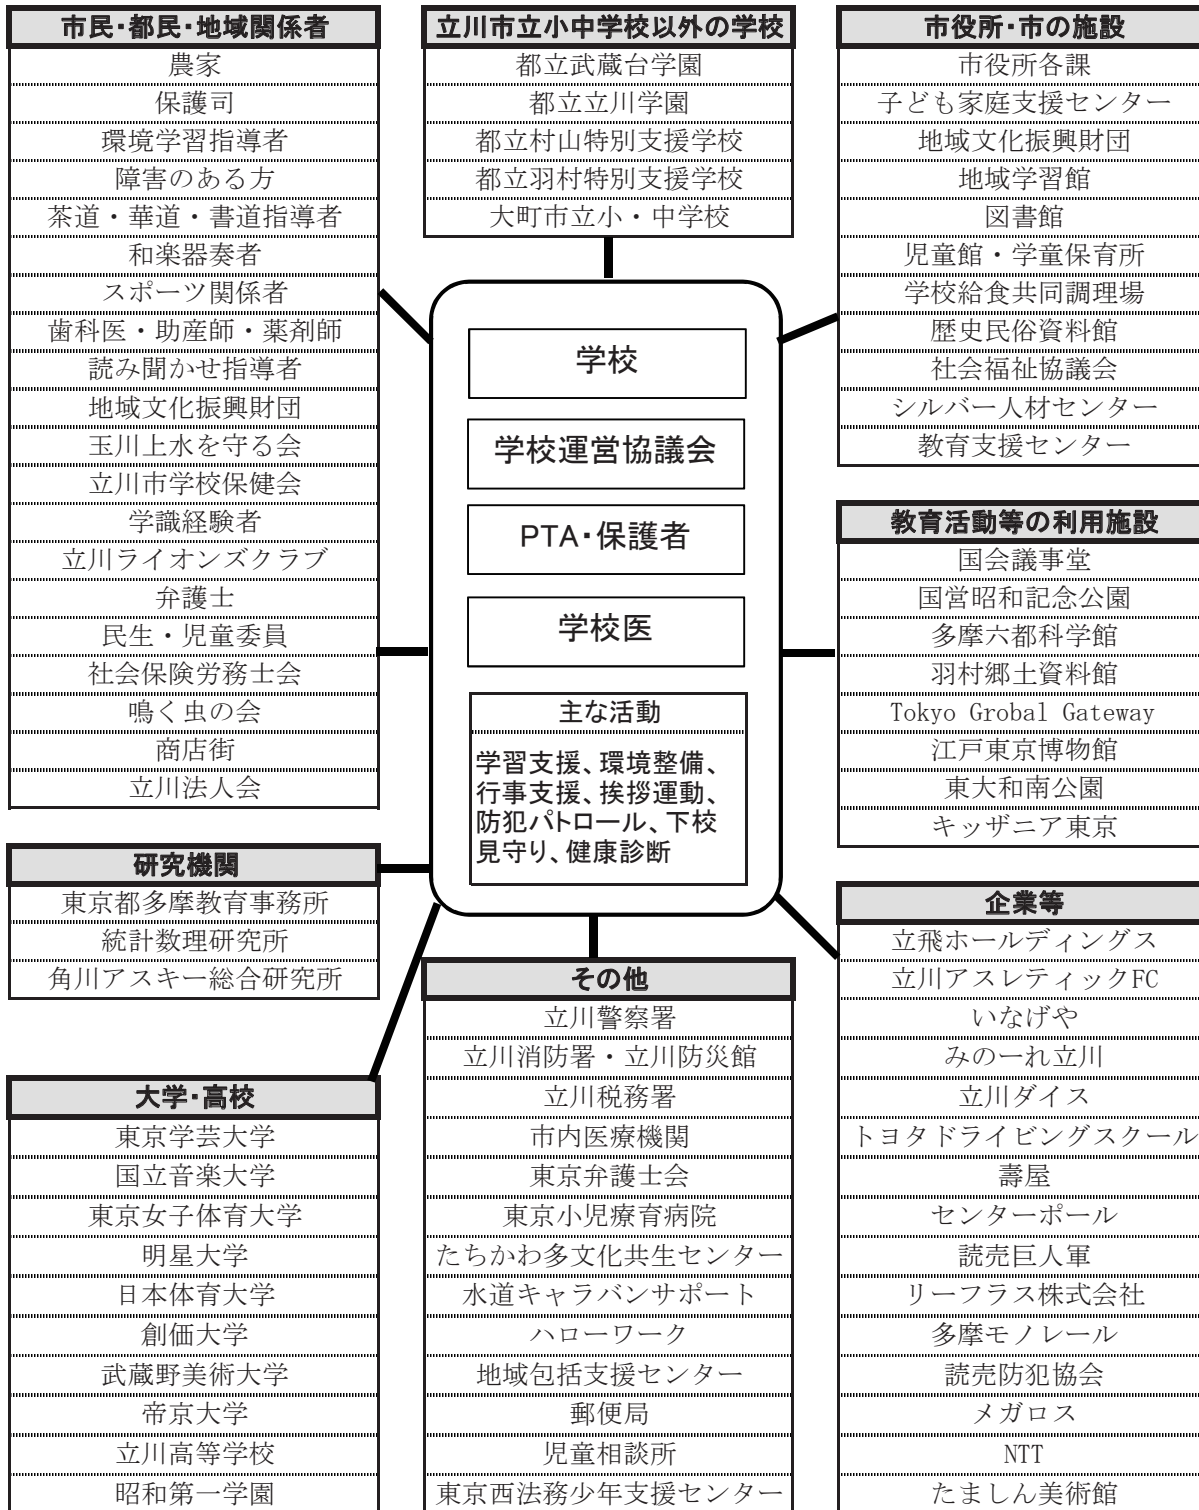 市民・都民・地域関係者
農家
保護司
環境学習指導者
障害のある方
茶道・華道・書道指導者
和楽器奏者
スポーツ関係者
歯科医・助産師・薬剤師
読み聞かせ指導者
地域文化振興財団
玉川上水を守る会
立川市学校保健会
学識経験者
立川ライオンズクラブ
弁護士
民生・児童委員
社会保険労務士会
鳴く虫の会
商店街
立川法人会
研究機関
東京都多摩教育事務所
統計数理研究所
角川アスキー総合研究所
大学・高校
東京学芸大学
国立音楽大学
東京女子体育大学
明星大学
日本体育大学
創価大学
武蔵野美術大学
帝京大学
立川高等学校
昭和第一学園
立川市立小中学校以外の学校
都立武蔵台学園
都立立川学園
都立村山特別支援学校
都立羽村特別支援学校
大町市立小・中学校
学校
学校運営協議会
PTA・保護者
学校医
主な活動
学習支援、環境整備、
行事支援、挨拶運動、
防犯パトロール、下校
見守り、健康診断
その他
立川警察署
立川消防署・立川防災館
立川税務署
市内医療機関
東京弁護士会
東京小児療育病院
たちかわ多文化共生センター
水道キャラバンサポート
ハローワーク
地域包括支援センター
郵便局
児童相談所
東京西法務少年支援センター
市役所・市の施設
市役所各課
子ども家庭支援センター
地域文化振興財団
地域学習館
図書館
児童館・学童保育所
学校給食共同調理場
歴史民俗資料館
社会福祉協議会
シルバー人材センター
教育支援センター
教育活動等の利用施設
国会議事堂
国営昭和記念公園
多摩六都科学館
羽村郷土資料館
Tokyo Grobal Gateway
江戸東京博物館
東大和南公園
キッザニア東京
企業等
立飛ホールディングス
立川アスレティックFC
いなげや
みのーれ立川
立川ダイス
トヨタドライビングスクール
壽屋
センターポール
読売巨人軍
リーフラス株式会社
多摩モノレール
読売防犯協会
メガロス
NTT
たましん美術館